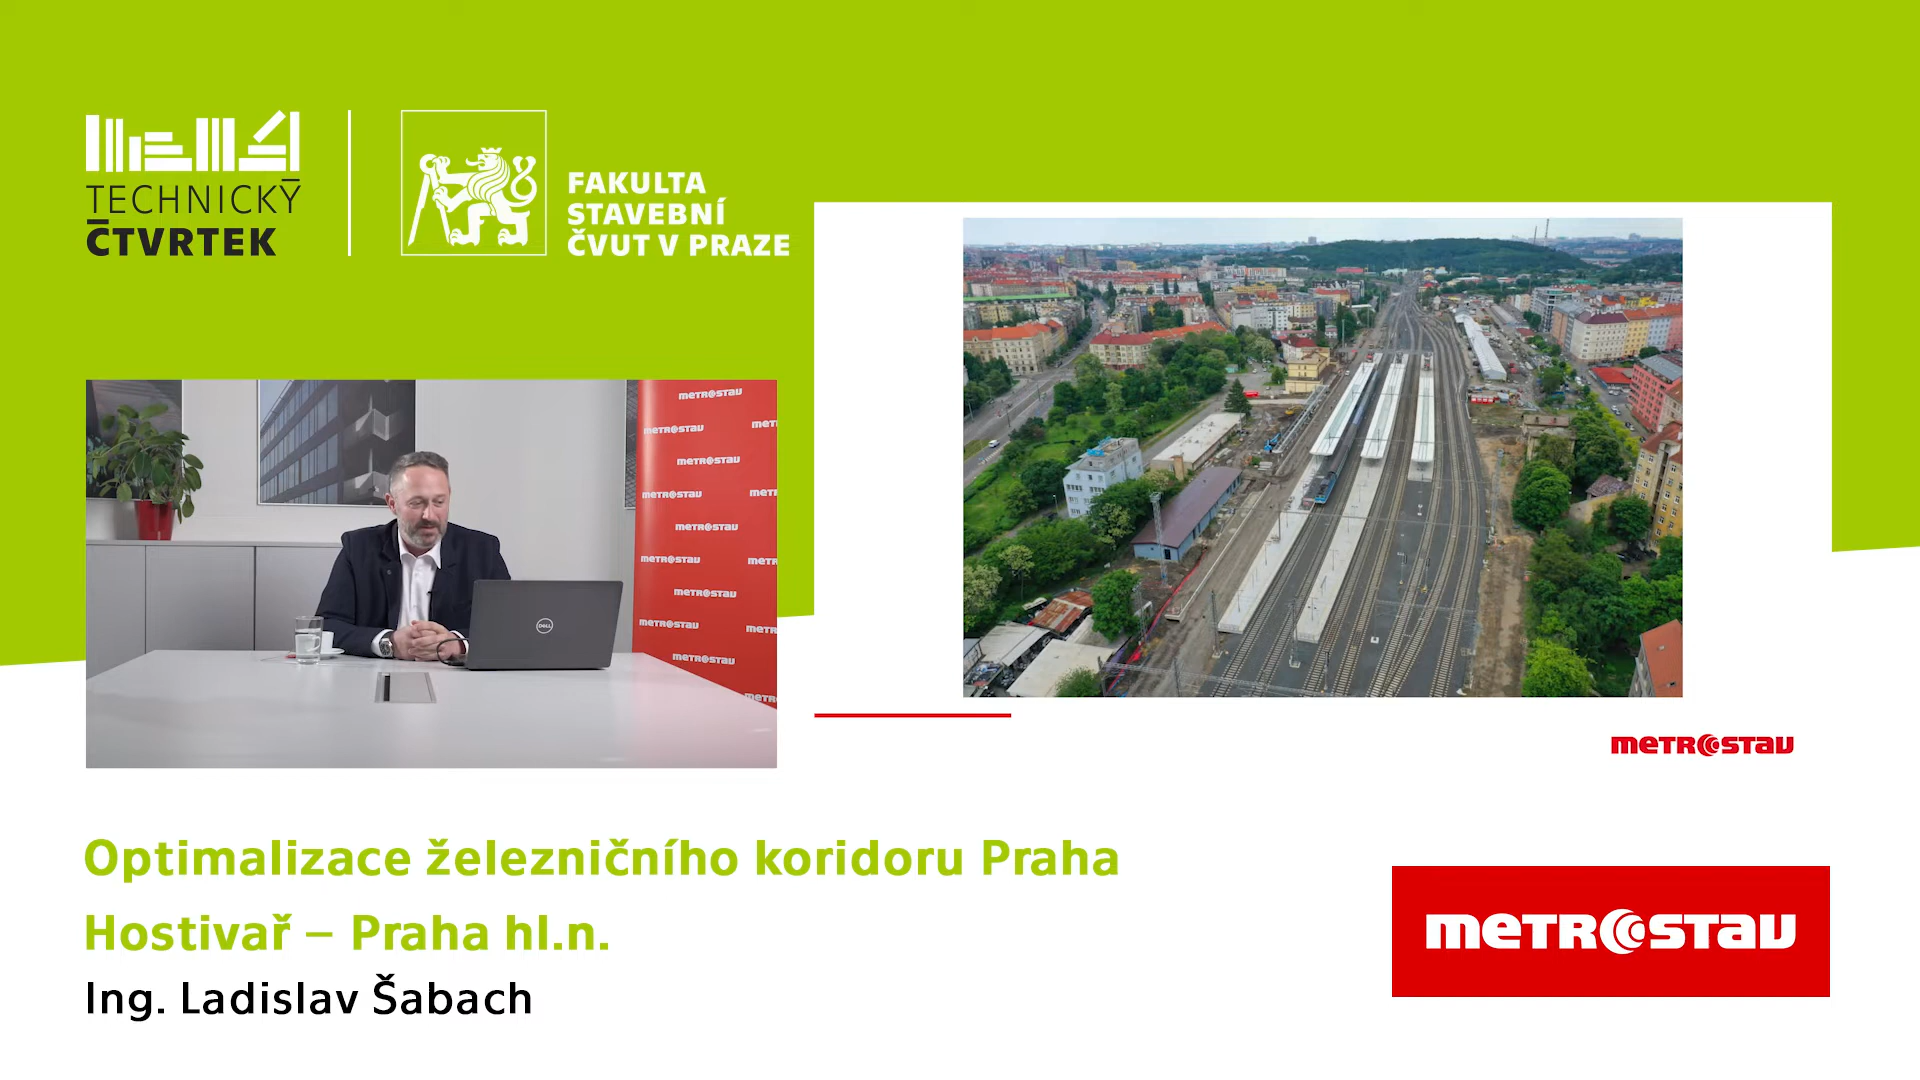 TECHNICKÝ
ČTVRTEK
FAKULTA
STAVEBNÍ
ČVUT V PRAZE
METROSTAV
METROSTAV
METROSTAV
METROSTAV
METROSTAV
METROSTAV
METROSTAV
METROSTAV
METROSTAV
DELL
METROSTAV
Optimalizace železničního koridoru Praha
Hostivař – Praha hl.n.
Ing. Ladislav Šabach
METROSTAV